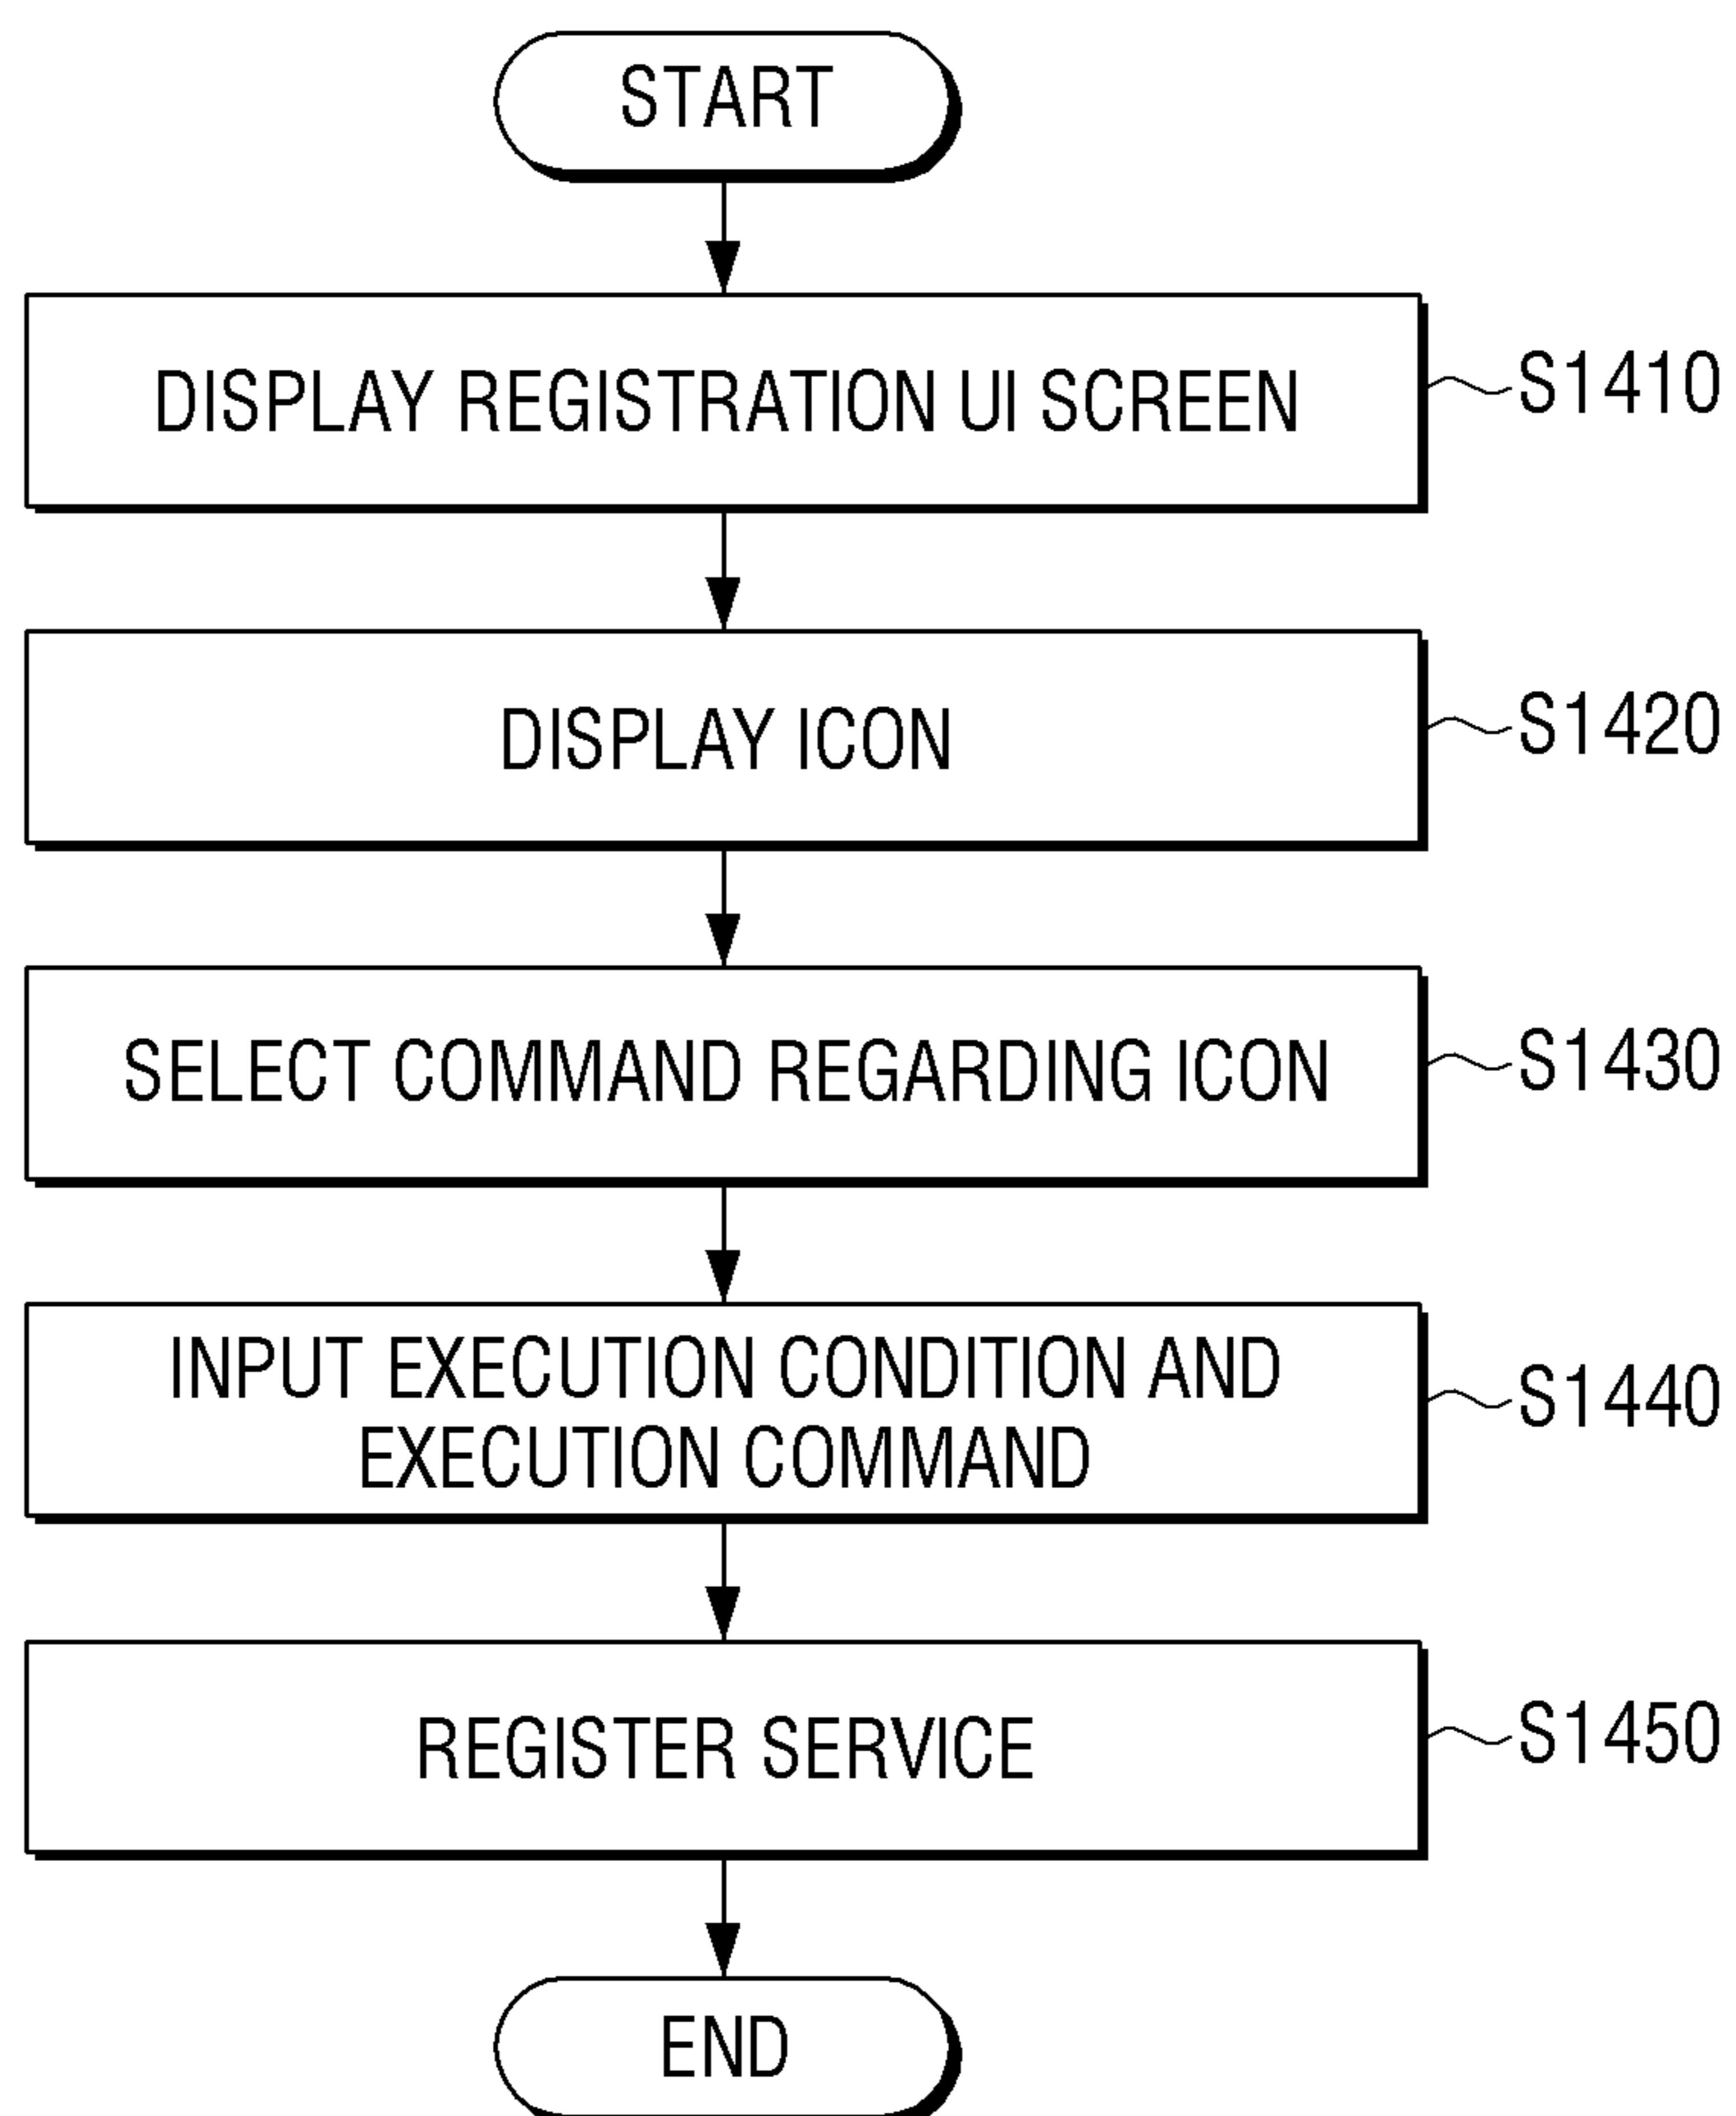 START
DISPLAY REGISTRATION UI SCREEN
S1410
DISPLAY ICON
S1420
SELECT COMMAND REGARDING ICON
S1430
INPUT EXECUTION CONDITION AND
EXECUTION COMMAND
S1440
REGISTER SERVICE
S1450
END